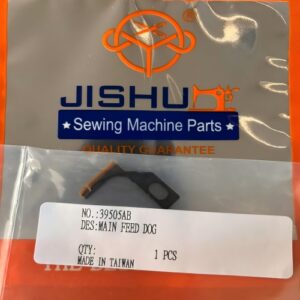 JISHU
★ Sewing Machine Parts ★
QUALITY GUARANTEE
NO.:39505AB
DES:MAIN FEED DOG
QTY: 1 PCS
MADE IN TAIWAN